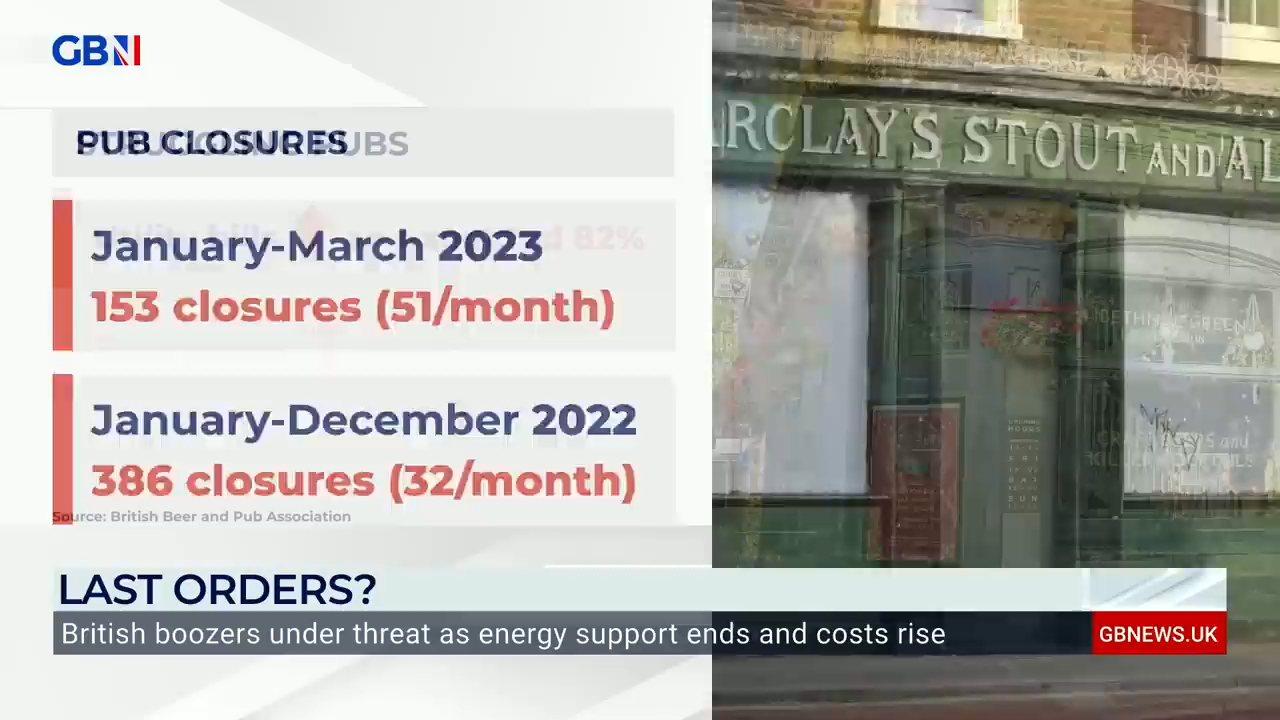 GBN
PUB CLOSURES
January-March 2023
153 closures (51/month)
January-December 2022
386 closures (32/month)
Source: British Beer and Pub Association
RCLAY'S STOUT AND AL
LAST ORDERS?
British boozers under threat as energy support ends and costs rise
GBNEWS.UK